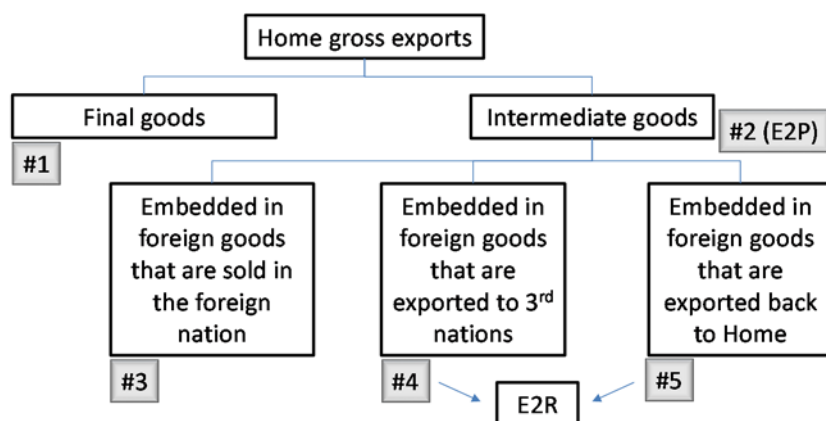 Home gross exports
Final goods
Intermediate goods
#2 (E2P)
#1
Embedded in
foreign goods
that are sold in
the foreign
nation
Embedded in
foreign goods
that are
exported to 3rd
nations
Embedded in
foreign goods
that are
exported back
to Home
#3
#4
#5
E2R